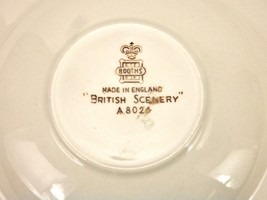 BOOTHS
MADE IN ENGLAND
"BRITISH SCENERY"
A 8024